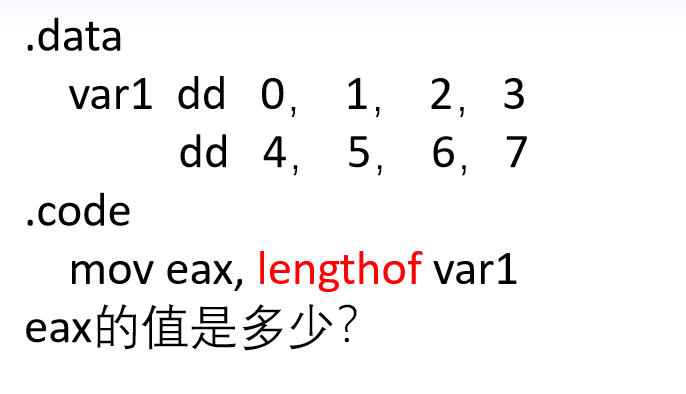 .data
var1 dd 0, 1, 2, 3
dd 4, 5, 6, 7
.code
mov eax, lengthof var1
eax的值是多少？